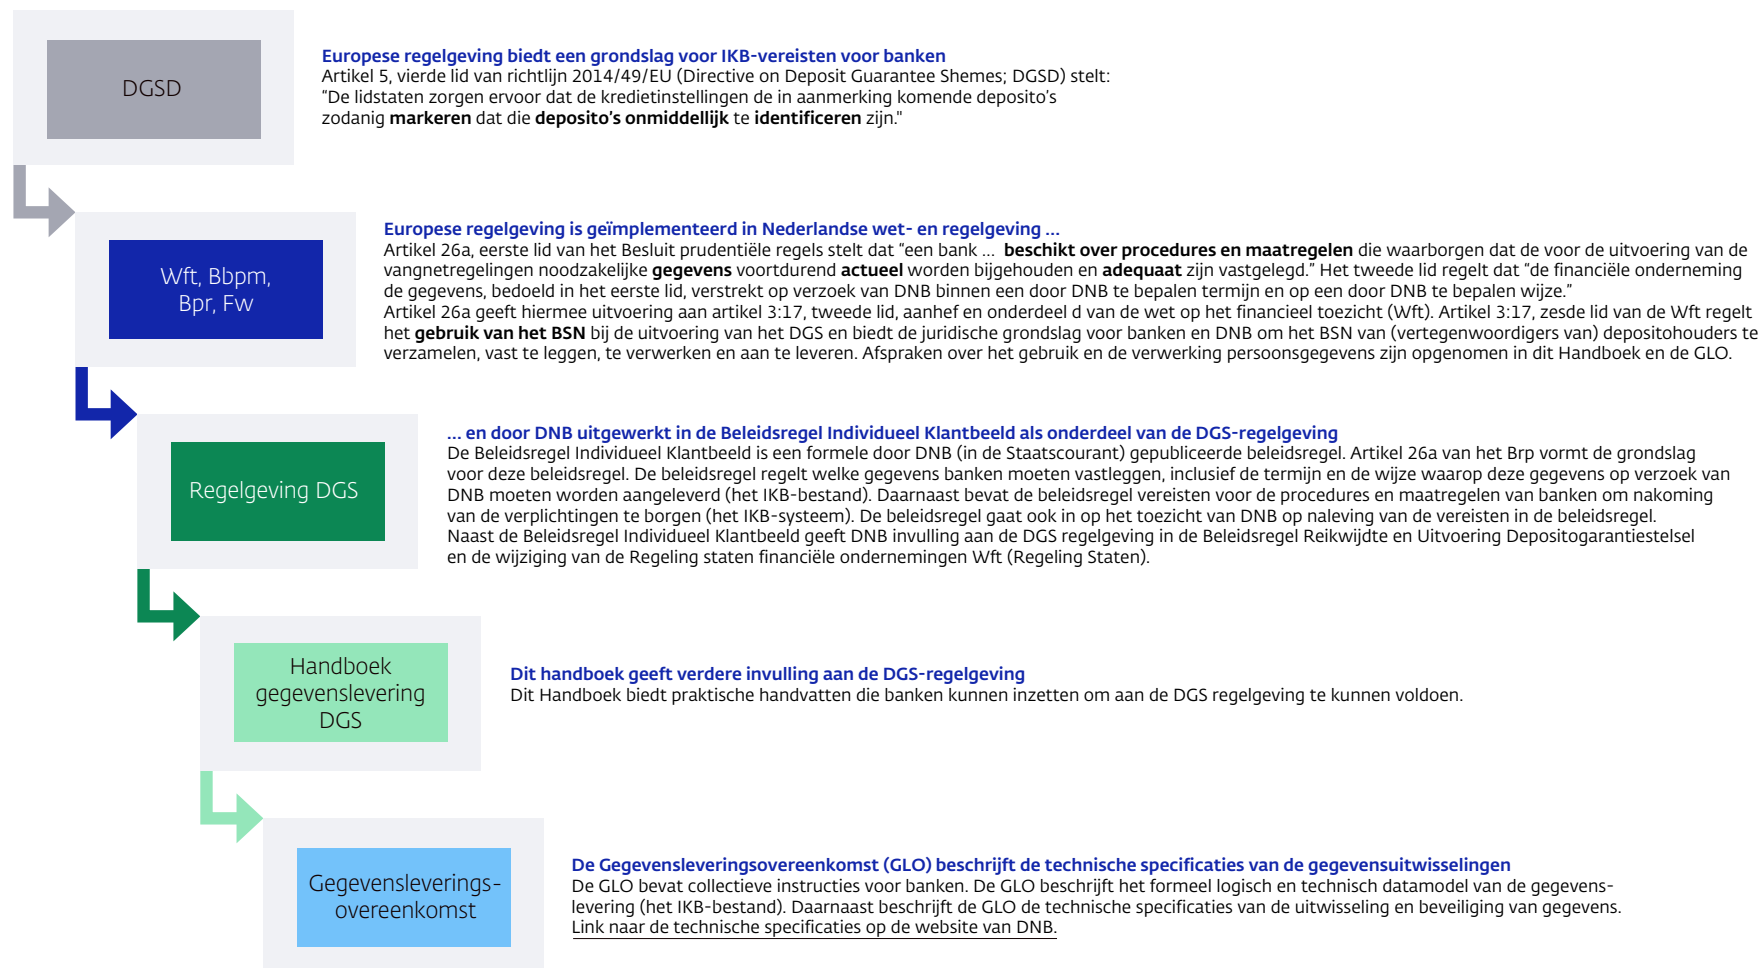 DGSD
Europese regelgeving biedt een grondslag voor IKB-vereisten voor banken
Artikel 5, vierde lid van richtlijn 2014/49/EU (Directive on Deposit Guarantee Shemes; DGSD) stelt:
“De lidstaten zorgen ervoor dat de kredietinstellingen de in aanmerking komende deposito’s
zodanig markeren dat die deposito’s onmiddellijk te identificeren zijn."
Wft, Bbpm,
Bpr, Fw
Europese regelgeving is geïmplementeerd in Nederlandse wet- en regelgeving ...
Artikel 26a, eerste lid van het Besluit prudentiële regels stelt dat “een bank ... beschikt over procedures en maatregelen die waarborgen dat de voor de uitvoering van de
vangnetregelingen noodzakelijke gegevens voortdurend actueel worden bijgehouden en adequaat zijn vastgelegd.” Het tweede lid regelt dat “de financiële onderneming
de gegevens, bedoeld in het eerste lid, verstrekt op verzoek van DNB binnen een door DNB te bepalen termijn en op een door DNB te bepalen wijze.”
Artikel 26a geeft hiermee uitvoering aan artikel 3:17, tweede lid, aanhef en onderdeel d van de wet op het financieel toezicht (Wft). Artikel 3:17, zesde lid van de Wft regelt
het gebruik van het BSN bij de uitvoering van het DGS en biedt de juridische grondslag voor banken en DNB om het BSN van (vertegenwoordigers van) depositohouders te
verzamelen, vast te leggen, te verwerken en aan te leveren. Afspraken over het gebruik en de verwerking persoonsgegevens zijn opgenomen in dit Handboek en de GLO.
Regelgeving DGS
... en door DNB uitgewerkt in de Beleidsregel Individueel Klantbeeld als onderdeel van de DGS-regelgeving
De Beleidsregel Individueel Klantbeeld is een formele door DNB (in de Staatscourant) gepubliceerde beleidsregel. Artikel 26a van het Brp vormt de grondslag
voor deze beleidsregel. De beleidsregel regelt welke gegevens banken moeten vastleggen, inclusief de termijn en de wijze waarop deze gegevens op verzoek van
DNB moeten worden aangeleverd (het IKB-bestand). Daarnaast bevat de beleidsregel vereisten voor de procedures en maatregelen van banken om nakoming
van de verplichtingen te borgen (het IKB-systeem). De beleidsregel gaat ook in op het toezicht van DNB op naleving van de vereisten in de beleidsregel.
Naast de Beleidsregel Individueel Klantbeeld geeft DNB invulling aan de DGS regelgeving in de Beleidsregel Reikwijdte en Uitvoering Depositogarantiestelsel
en de wijziging van de Regeling staten financiële ondernemingen Wft (Regeling Staten).
Handboek
gegevenslevering
DGS
Dit handboek geeft verdere invulling aan de DGS-regelgeving
Dit Handboek biedt praktische handvatten die banken kunnen inzetten om aan de DGS regelgeving te kunnen voldoen.
Gegevensleverings-
overeenkomst
De Gegevensleveringsovereenkomst (GLO) beschrijft de technische specificaties van de gegevensuitwisselingen
De GLO bevat collectieve instructies voor banken. De GLO beschrijft het formeel logisch en technisch datamodel van de gegevens-
levering (het IKB-bestand). Daarnaast beschrijft de GLO de technische specificaties van de uitwisseling en beveiliging van gegevens.
Link naar de technische specificaties op de website van DNB.